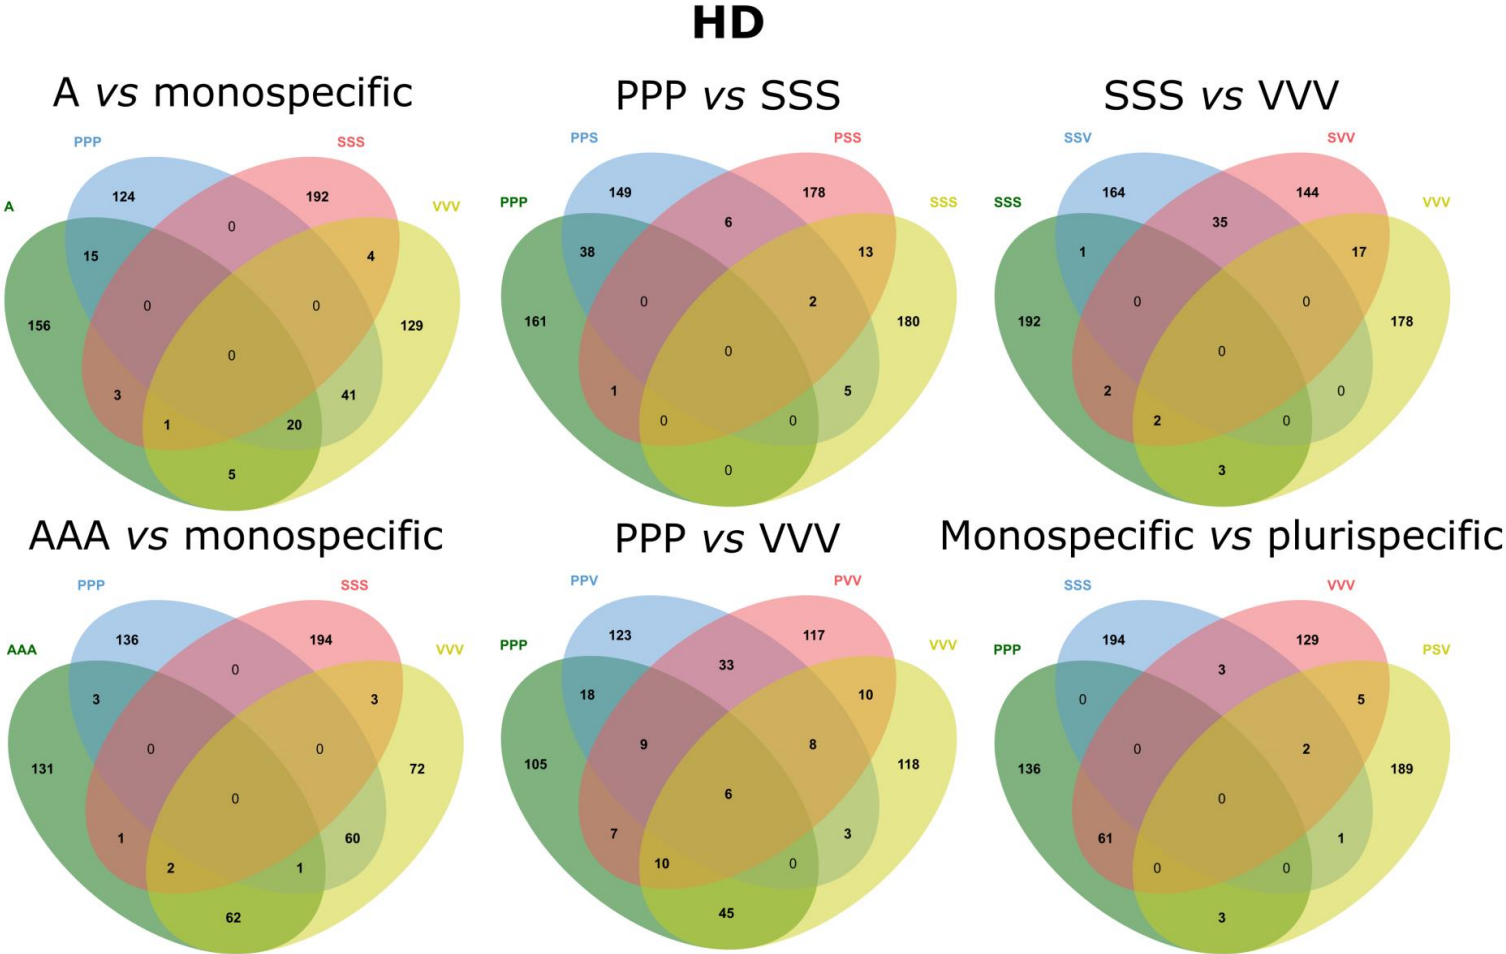 HD
A vs monospecific
PPP
SSS
A
VVV
124
192
0
15
4
156
0
0
129
0
3
41
1
20
5
PPP vs SSS
PPS
PSS
PPP
SSS
149
178
6
38
13
161
0
2
180
0
1
5
0
0
0
SSS vs VVV
SSV
SVV
SSS
VVV
164
144
35
1
17
192
0
0
178
0
2
0
2
0
3
AAA vs monospecific
PPP
SSS
AAA
VVV
136
194
0
3
3
131
0
0
72
0
1
60
2
1
62
PPP vs VVV
PPV
PVV
PPP
VVV
123
117
33
18
10
105
9
8
118
6
7
3
10
0
45
Monospecific vs plurispecific
SSS
VVV
PPP
PSV
194
129
3
0
5
136
0
2
189
0
61
1
0
0
3